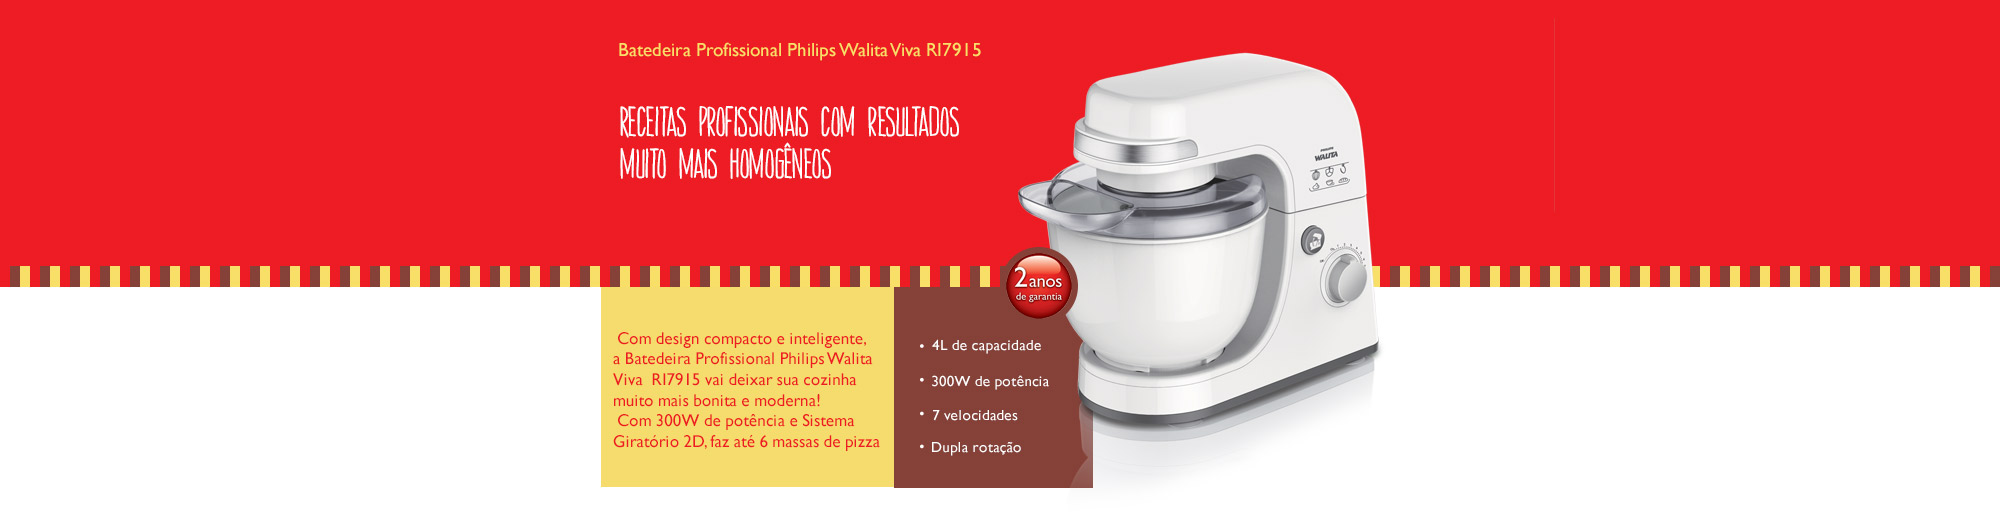 Batedeira Profissional Philips Walita Viva RI7915
RECEITAS PROFISSIONAIS COM RESULTADOS
MUITO MAIS HOMOGÊNEOS
PHILIPS
WALITA
2 anos
de garantia
Com design compacto e inteligente,
a Batedeira Profissional Philips Walita
Viva RI7915 vai deixar sua cozinha
muito mais bonita e moderna!
Com 300W de potência e Sistema
Giratório 2D, faz até 6 massas de pizza
• 4L de capacidade
• 300W de potência
• 7 velocidades
• Dupla rotação